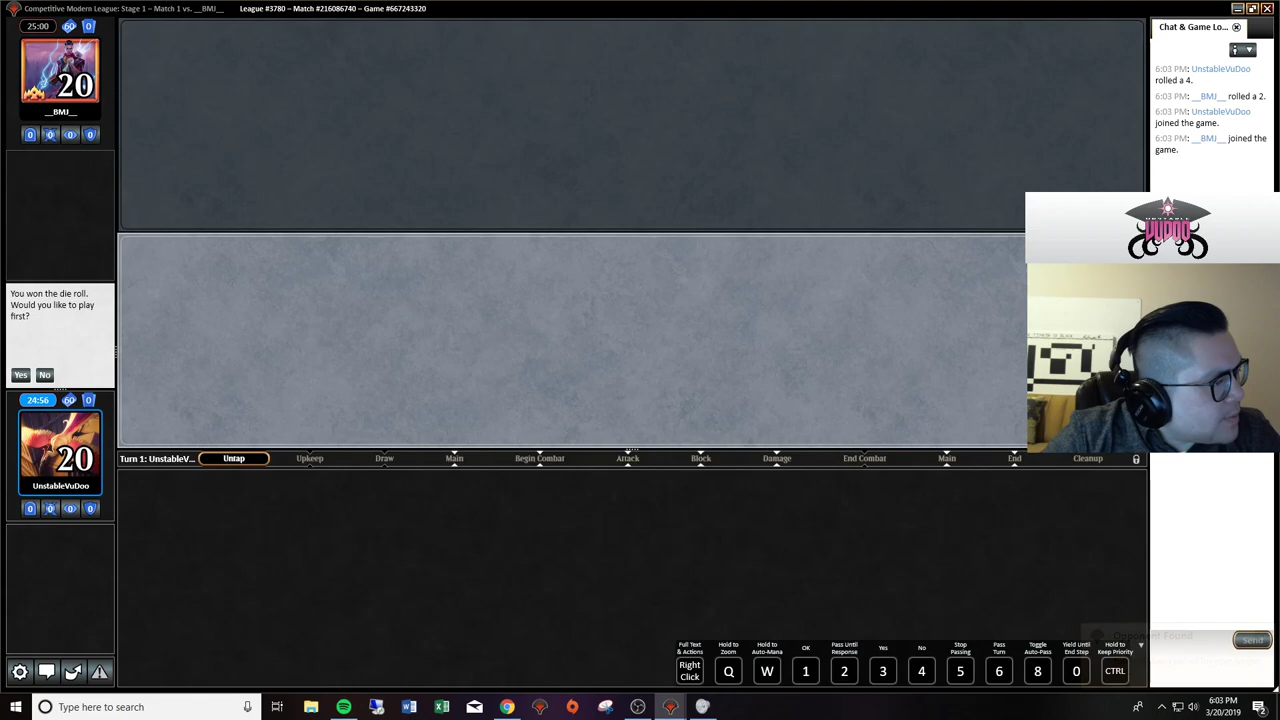 Competitive Modern League: Stage 1 – Match 1 vs. __BMJ__
League #3780 – Match #216086740 – Game #667243320
25:00 60 0
20
__BMJ__
0 0 0 0
You won the die roll.
Would you like to play
first?
Yes No
24:56 60 0
20
UnstableVuDoo
0 0 0 0
Turn 1: UnstableV... Untap Upkeep Draw Main Begin Combat Attack Block Damage End Combat Main End Cleanup
Chat & Game Lo...
6:03 PM: UnstableVuDoo
rolled a 4.
6:03 PM: __BMJ__ rolled a 2.
6:03 PM: UnstableVuDoo
joined the game.
6:03 PM: __BMJ__ joined the
game.
UNSTABLE
VUDOO
Opponent Found
Send
Full Text & Actions Right Click
Hold to Zoom Q
Hold to Auto-Mana W
OK 1
Pass Until Response 2
Yes 3
No 4
Stop Passing 5
Pass Turn 6
Toggle Auto-Pass 8
Yield Until End Step 0
Hold to Keep Priority CTRL
Type here to search
6:03 PM
3/20/2019
2